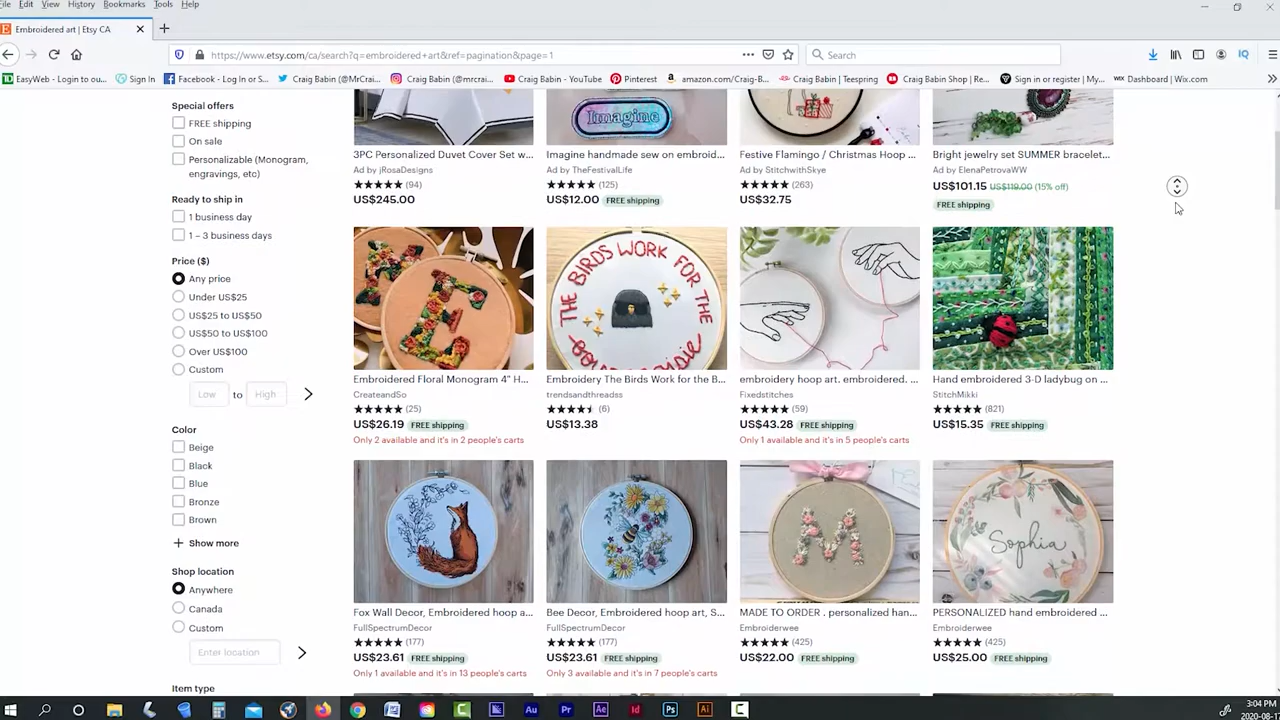 File Edit View History Bookmarks Tools Help
Embroidered art | Etsy CA
https://www.etsy.com/ca/search?q=embroidered+art&ref=pagination&page=1
Search
EasyWeb - Login to ou... Sign In Facebook - Log In or S... Craig Babin (@MrCrai... Craig Babin (@mrcrai... Craig Babin - YouTube Pinterest amazon.com/Craig-B... Craig Babin | Teespring Craig Babin Shop | Re... Sign in or register | My... Dashboard | Wix.com
Special offers
FREE shipping
On sale
Personalizable (Monogram,
engravings, etc)
Ready to ship in
1 business day
1 – 3 business days
Price ($)
Any price
Under US$25
US$25 to US$50
US$50 to US$100
Over US$100
Custom
Low to High
Color
Beige
Black
Blue
Bronze
Brown
+ Show more
Shop location
Anywhere
Canada
Custom
Enter location
Item type
Imagine
3PC Personalized Duvet Cover Set w...
Ad by jRosaDesigns
(94)
US$245.00
Imagine handmade sew on embroid...
Ad by TheFestivalLife
(125)
US$12.00 FREE shipping
Festive Flamingo / Christmas Hoop ...
Ad by StitchwithSkye
(263)
US$32.75
Bright jewelry set SUMMER bracelet...
Ad by ElenaPetrovaWW
US$101.15 US$119.00 (15% off)
FREE shipping
E
Embroidered Floral Monogram 4" H...
CreateandSo
(25)
US$26.19 FREE shipping
Only 2 available and it's in 2 people's carts
THE BIRDS WORK FOR THE
Embroidery The Birds Work for the B...
trendsandthreadss
(6)
US$13.38
embroidery hoop art. embroidered. ...
Fixedstitches
(59)
US$43.28 FREE shipping
Only 1 available and it's in 5 people's carts
Hand embroidered 3-D ladybug on ...
StitchMikki
(821)
US$15.35 FREE shipping
Fox Wall Decor, Embroidered hoop a...
FullSpectrumDecor
(177)
US$23.61 FREE shipping
Only 1 available and it's in 13 people's carts
Bee Decor, Embroidered hoop art, S...
FullSpectrumDecor
(177)
US$23.61 FREE shipping
Only 3 available and it's in 7 people's carts
M
MADE TO ORDER . personalized han...
Embroiderwee
(425)
US$22.00 FREE shipping
Sophia
PERSONALIZED hand embroidered ...
Embroiderwee
(425)
US$25.00 FREE shipping
3:04 PM